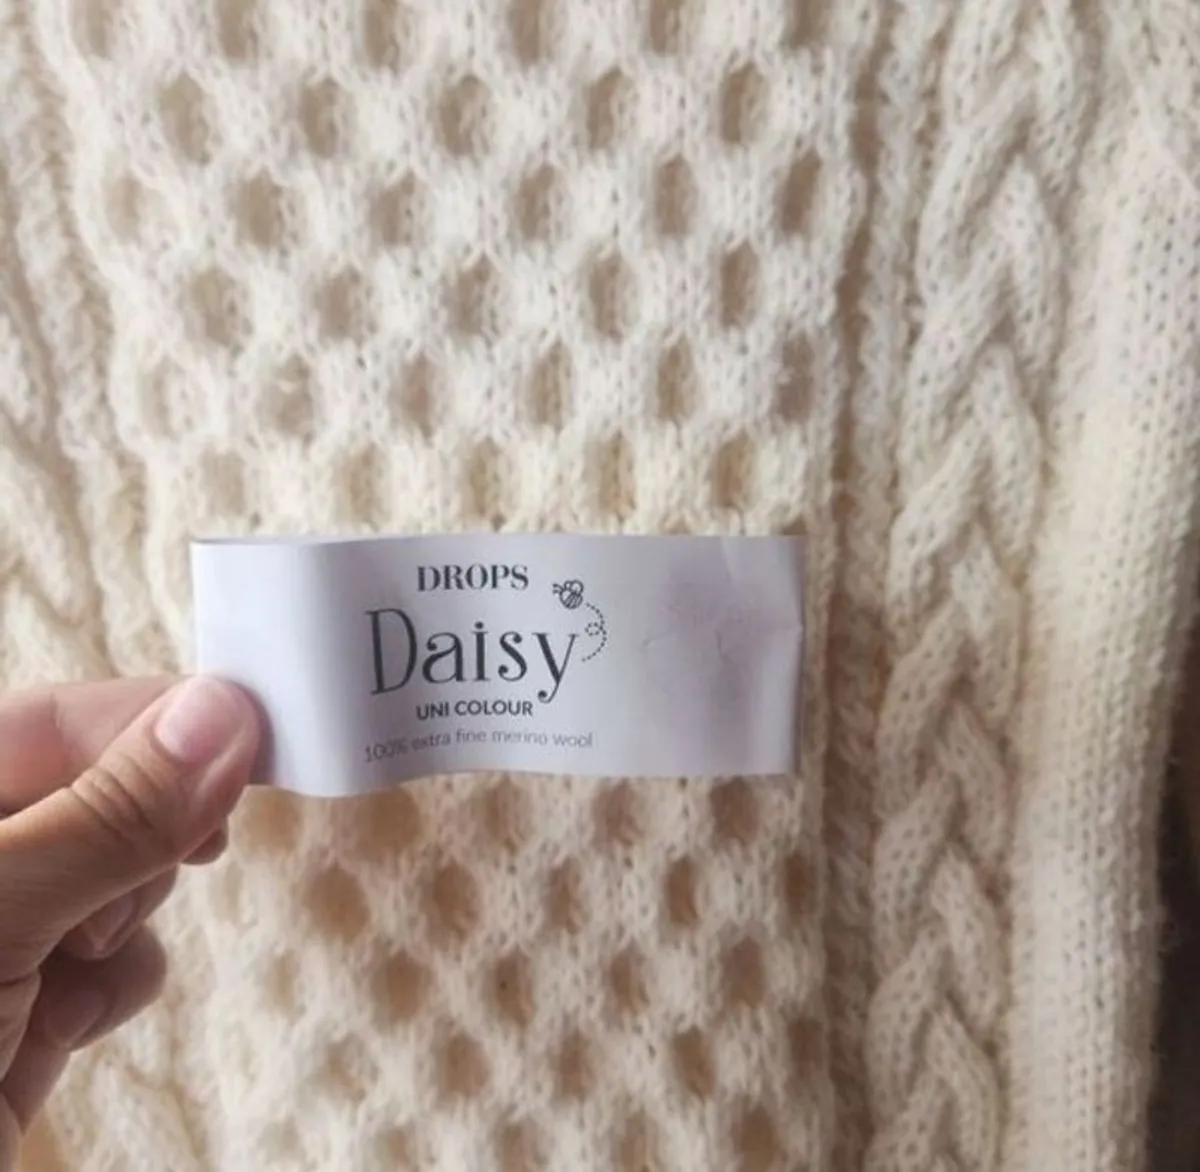 DROPS
Daisy
UNI COLOUR
100% extra fine merino wool